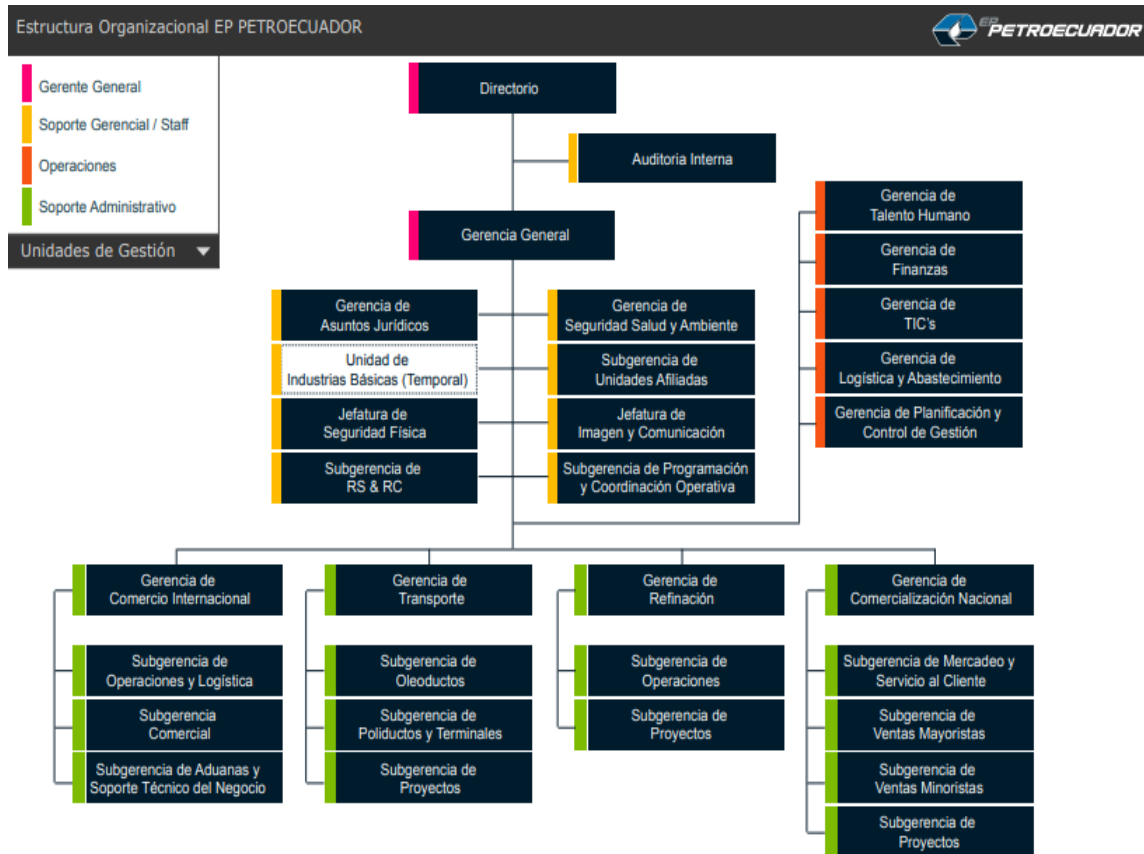 Estructura Organizacional EP PETROECUADOR
EP PETROECUADOR
Gerente General
Soporte Gerencial / Staff
Operaciones
Soporte Administrativo
Unidades de Gestión
Directorio
Auditoria Interna
Gerencia General
Gerencia de
Talento Humano
Gerencia de
Finanzas
Gerencia de
TIC's
Gerencia de
Logística y Abastecimiento
Gerencia de Planificación y
Control de Gestión
Gerencia de
Asuntos Jurídicos
Gerencia de
Seguridad Salud y Ambiente
Unidad de
Industrias Básicas (Temporal)
Subgerencia de
Unidades Afiliadas
Jefatura de
Seguridad Física
Jefatura de
Imagen y Comunicación
Subgerencia de
RS & RC
Subgerencia de Programación
y Coordinación Operativa
Gerencia de
Comercio Internacional
Subgerencia de
Operaciones y Logística
Subgerencia
Comercial
Subgerencia de Aduanas y
Soporte Técnico del Negocio
Gerencia de
Transporte
Subgerencia de
Oleoductos
Subgerencia de
Poliductos y Terminales
Subgerencia de
Proyectos
Gerencia de
Refinación
Subgerencia de
Operaciones
Subgerencia de
Proyectos
Gerencia de
Comercialización Nacional
Subgerencia de Mercadeo y
Servicio al Cliente
Subgerencia de
Ventas Mayoristas
Subgerencia de
Ventas Minoristas
Subgerencia de
Proyectos